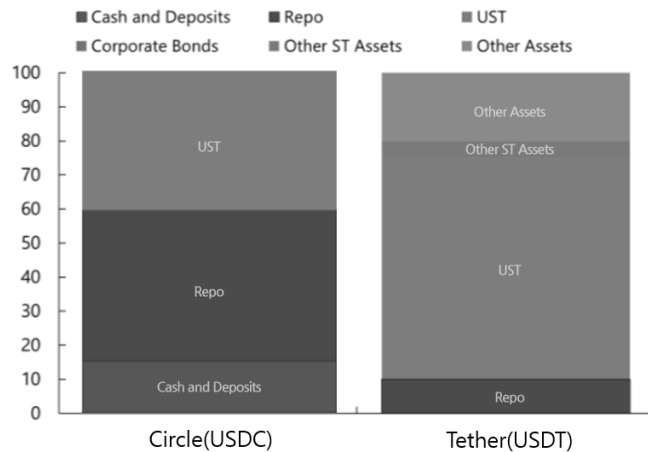 Cash and Deposits Repo UST
Corporate Bonds Other ST Assets Other Assets
100
90
80
70
60
50
40
30
20
10
0
UST
Repo
Cash and Deposits
Other Assets
Other ST Assets
UST
Repo
Circle(USDC) Tether(USDT)